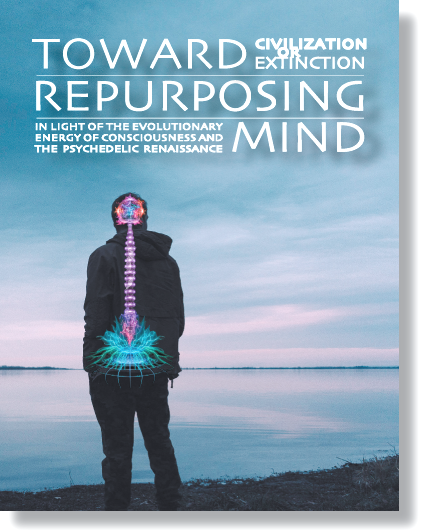 TOWARD
CIVILIZATION
OR
EXTINCTION
REPURPOSING
IN LIGHT OF THE EVOLUTIONARY
ENERGY OF CONSCIOUSNESS AND
THE PSYCHEDELIC RENAISSANCE
MIND